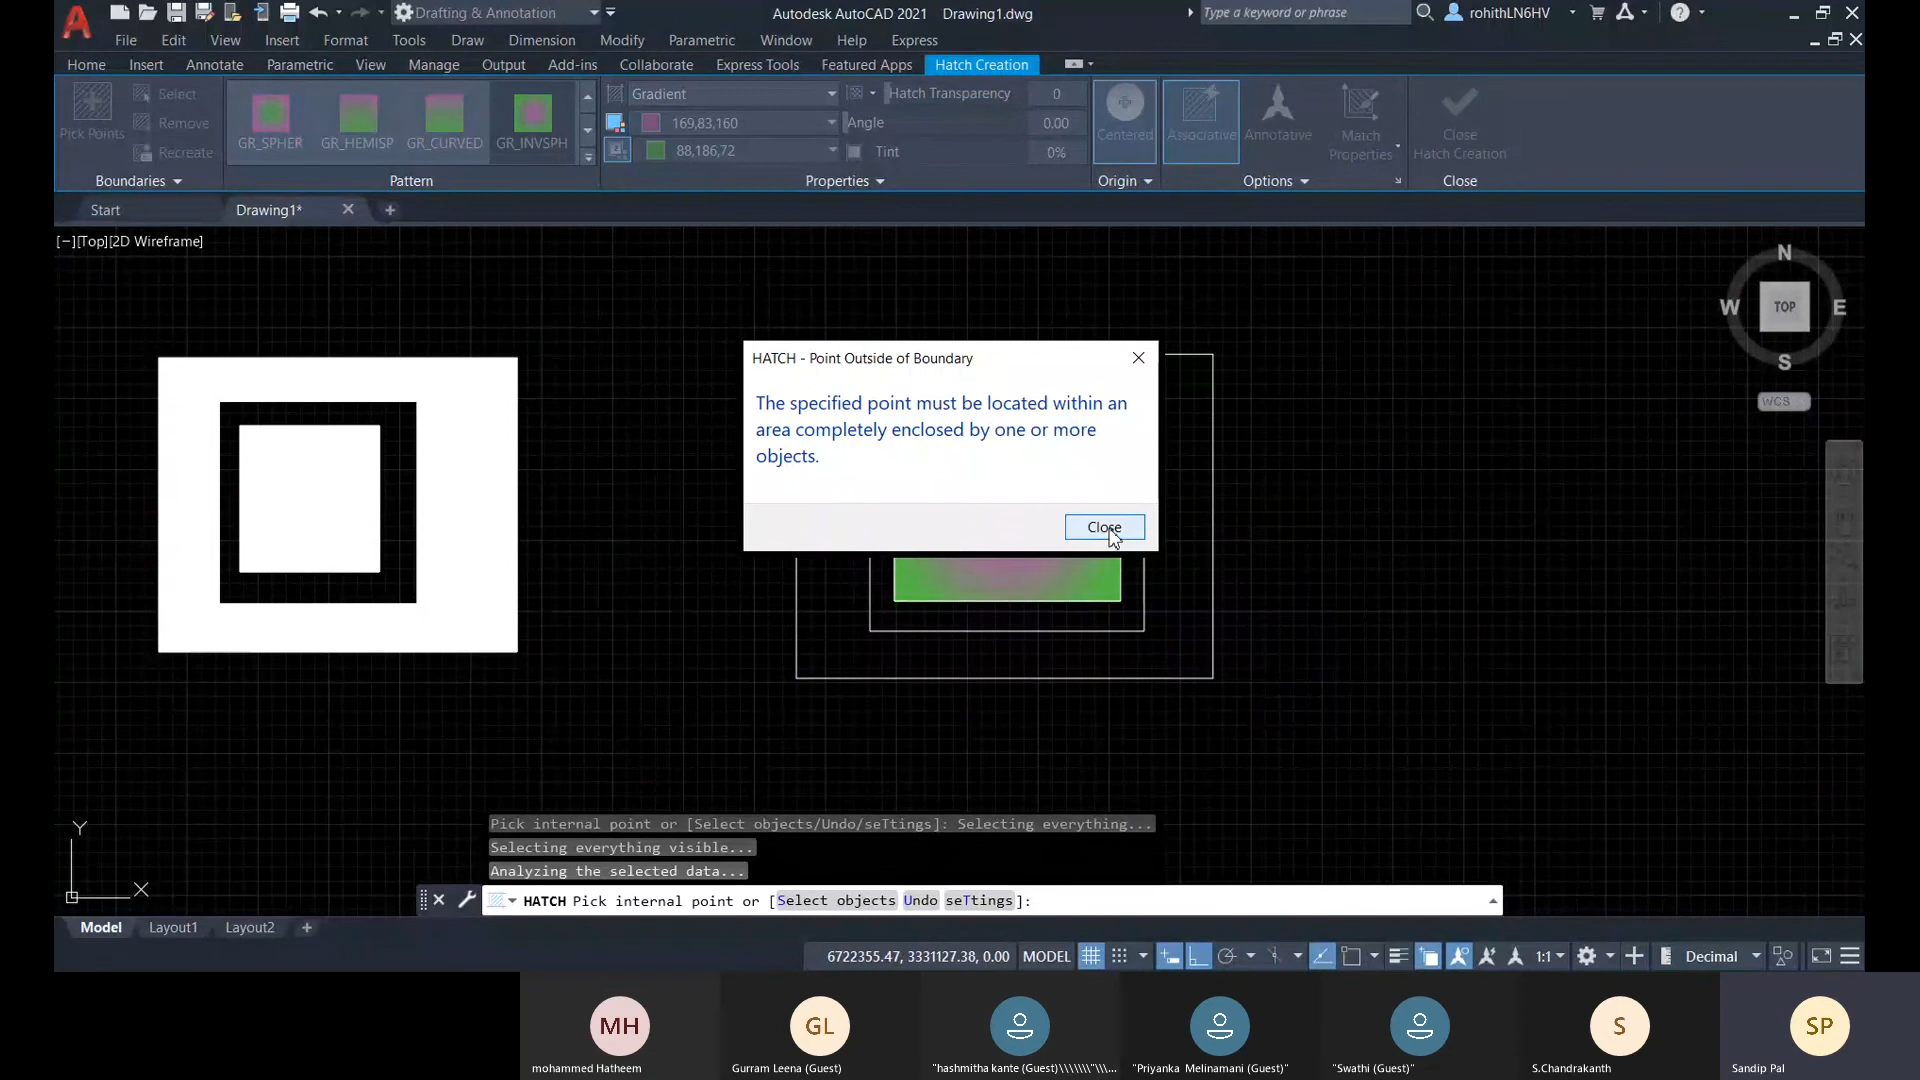 Drafting & Annotation
Autodesk AutoCAD 2021 Drawing1.dwg
Type a keyword or phrase
rohithLN6HV
File Edit View Insert Format Tools Draw Dimension Modify Parametric Window Help Express
Home Insert Annotate Parametric View Manage Output Add-ins Collaborate Express Tools Featured Apps Hatch Creation
Pick Points
Select
Remove
Recreate
Boundaries
GR_SPHER GR_HEMISP GR_CURVED GR_INVSPH
Pattern
Gradient
169,83,160
88,186,72
Hatch Transparency 0
Angle 0.00
Tint 0%
Properties
Centered
Origin
Associative
Annotative
Match
Properties
Options
Close
Hatch Creation
Close
Start Drawing1*
[−][Top][2D Wireframe]
N
W TOP E
S
WCS
HATCH - Point Outside of Boundary
The specified point must be located within an
area completely enclosed by one or more
objects.
Close
Y
X
Pick internal point or [Select objects/Undo/seTtings]: Selecting everything...
Selecting everything visible...
Analyzing the selected data...
HATCH Pick internal point or [Select objects Undo seTtings]:
Model Layout1 Layout2 +
6722355.47, 3331127.38, 0.00 MODEL 1:1 Decimal
MH GL S SP
mohammed Hatheem
Gurram Leena (Guest)
"hashmitha kante (Guest)\\\\\\\"\\...
"Priyanka Melinamani (Guest)"
"Swathi (Guest)"
S.Chandrakanth
Sandip Pal